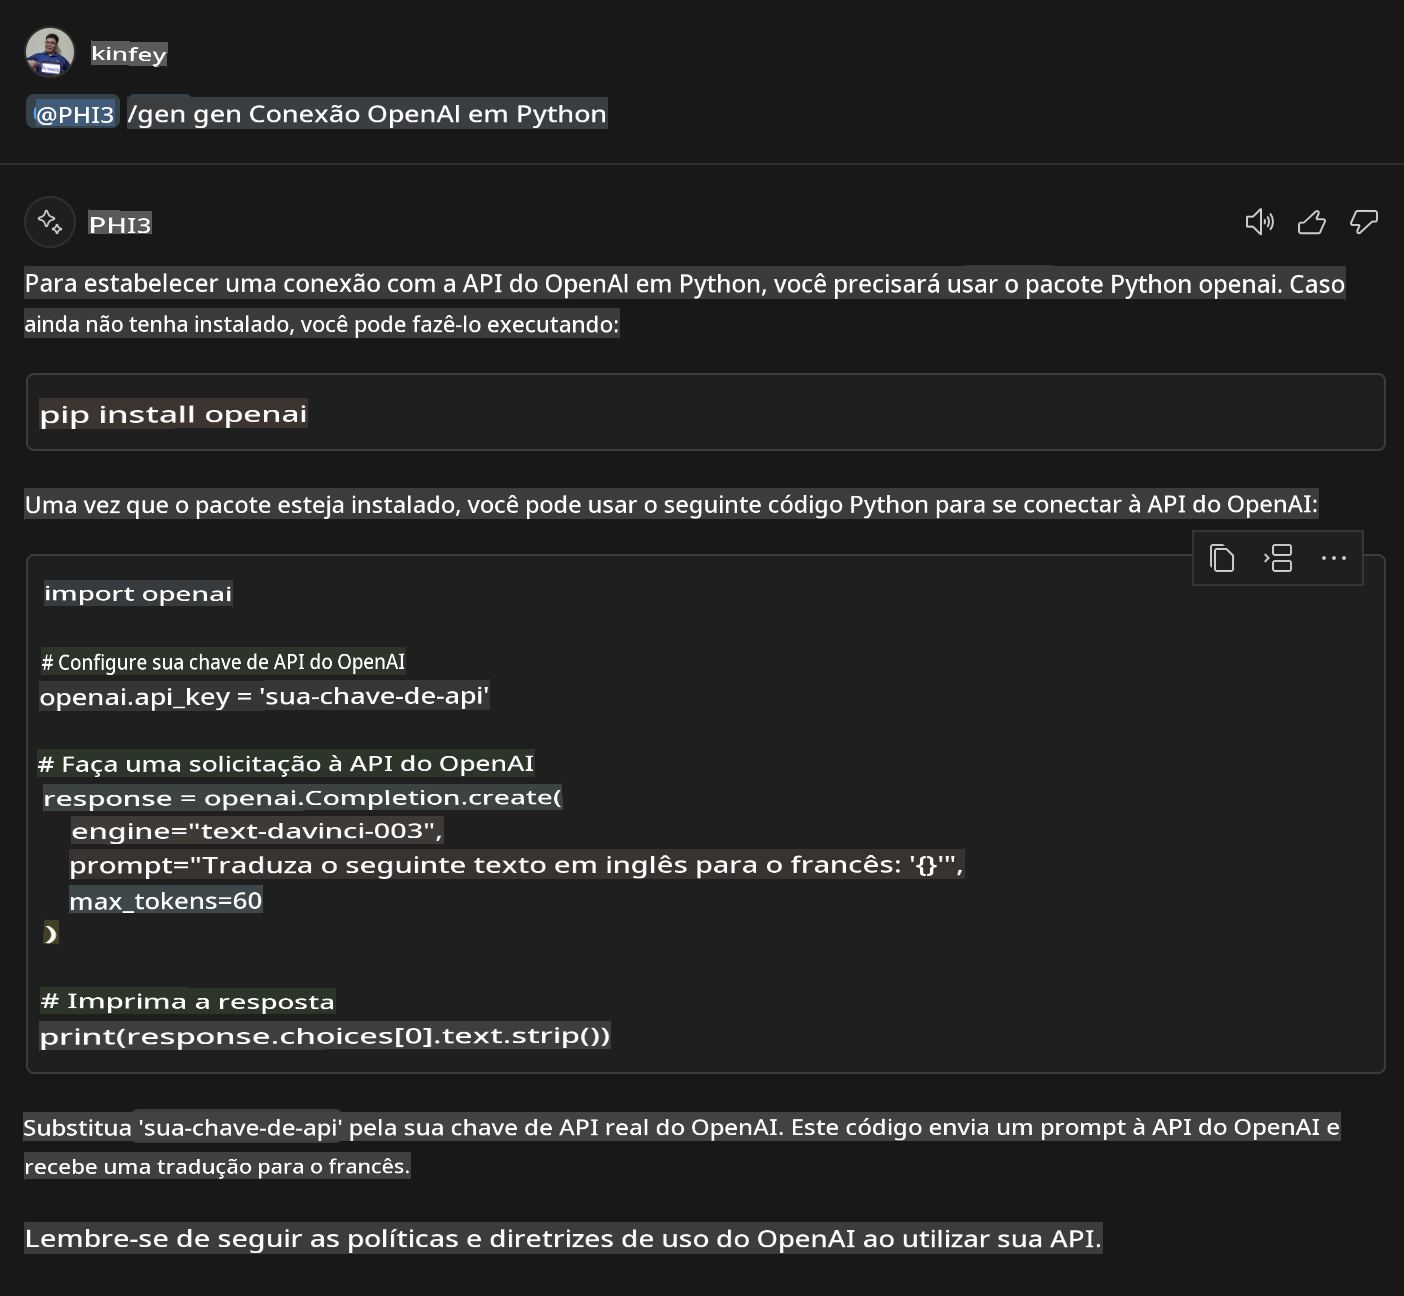 kinfey
@PHI3 /gen gen Conexão OpenAl em Python
PHI3
Para estabelecer uma conexão com a API do OpenAl em Python, você precisará usar o pacote Python openai. Caso
ainda não tenha instalado, você pode fazê-lo executando:
pip install openai
Uma vez que o pacote esteja instalado, você pode usar o seguinte código Python para se conectar à API do OpenAI:
import openai
# Configure sua chave de API do OpenAI
openai.api_key = 'sua-chave-de-api'
# Faça uma solicitação à API do OpenAI
response = openai.Completion.create(
engine="text-davinci-003",
prompt="Traduza o seguinte texto em inglês para o francês: '{}'",
max_tokens=60
)
# Imprima a resposta
print(response.choices[0].text.strip())
Substitua 'sua-chave-de-api' pela sua chave de API real do OpenAI. Este código envia um prompt à API do OpenAI e
recebe uma tradução para o francês.
Lembre-se de seguir as políticas e diretrizes de uso do OpenAI ao utilizar sua API.